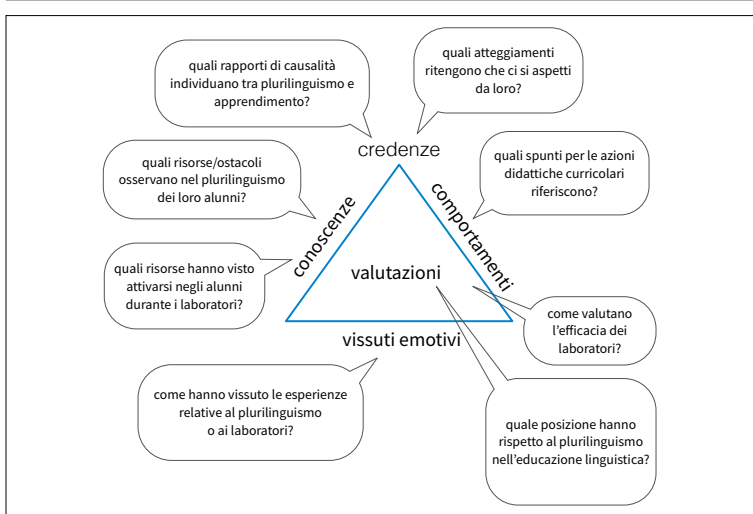 quali rapporti di causalità
individuano tra plurilinguismo e
apprendimento?
quali atteggiamenti
ritengono che ci si aspetti
da loro?
credenze
quali risorse/ostacoli
osservano nel plurilinguismo
dei loro alunni?
quali spunti per le azioni
didattiche curricolari
riferiscono?
conoscenze
comportamenti
quali risorse hanno visto
attivarsi negli alunni
durante i laboratori?
valutazioni
come valutano
l’efficacia dei
laboratori?
vissuti emotivi
come hanno vissuto le esperienze
relative al plurilinguismo
o ai laboratori?
quale posizione hanno
rispetto al plurilinguismo
nell’educazione linguistica?